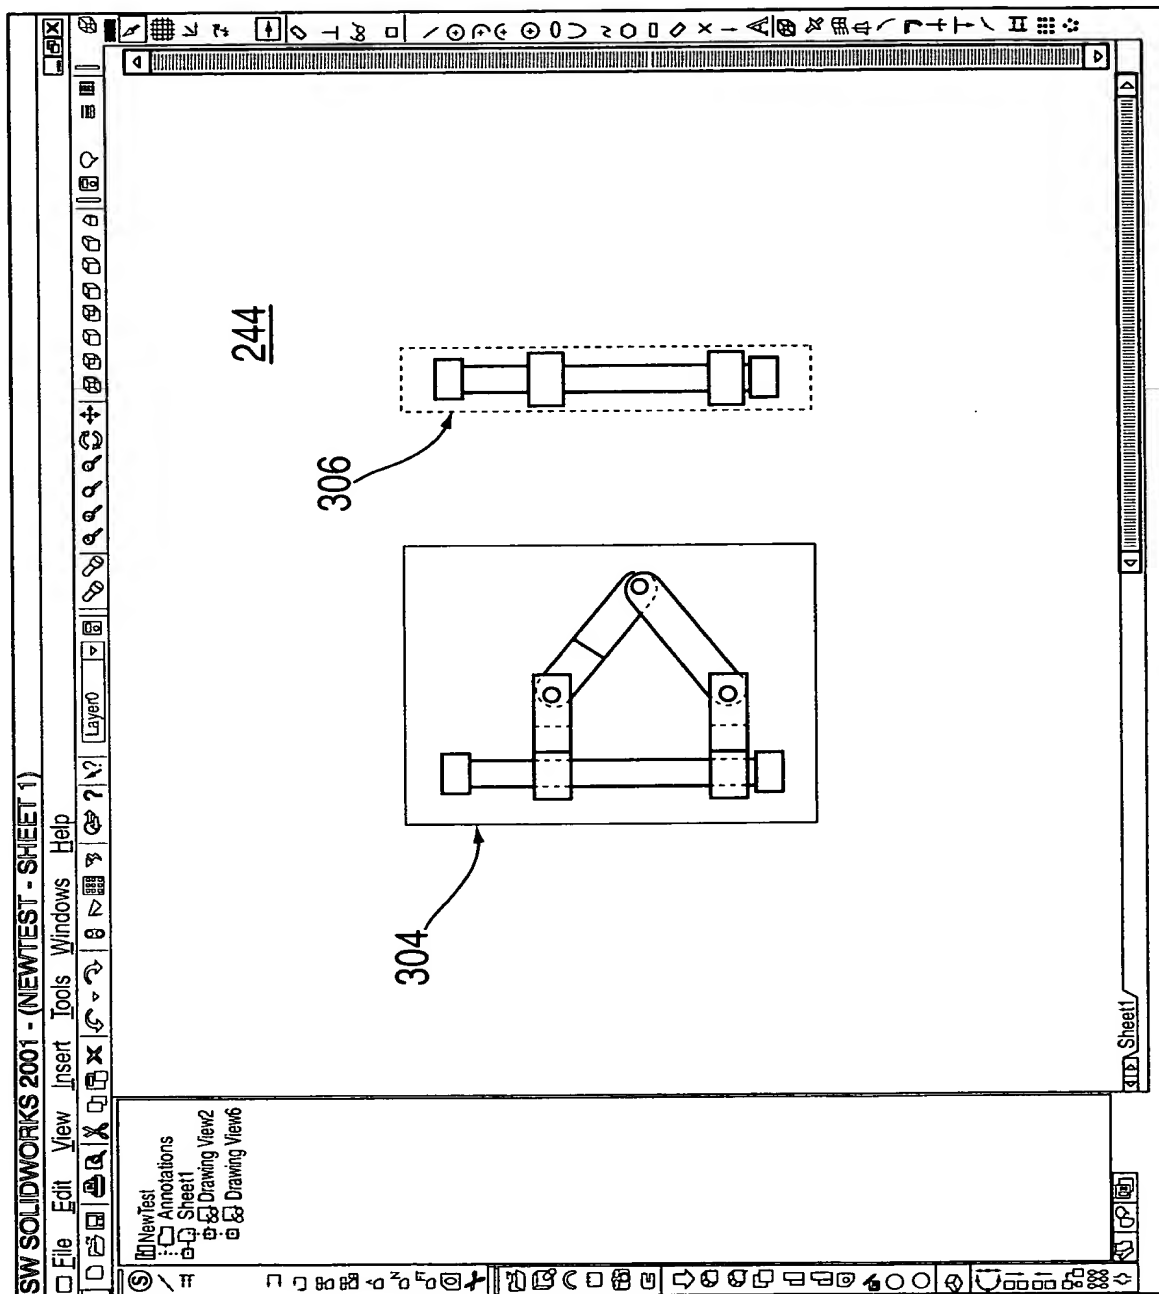 SW SOLIDWORKS 2001 - (NEWTEST - SHEET 1)
File Edit View Insert Tools Windows Help
Layer0
NewTest
Annotations
Sheet1
Drawing View2
Drawing View6
244
306
304
Sheet1